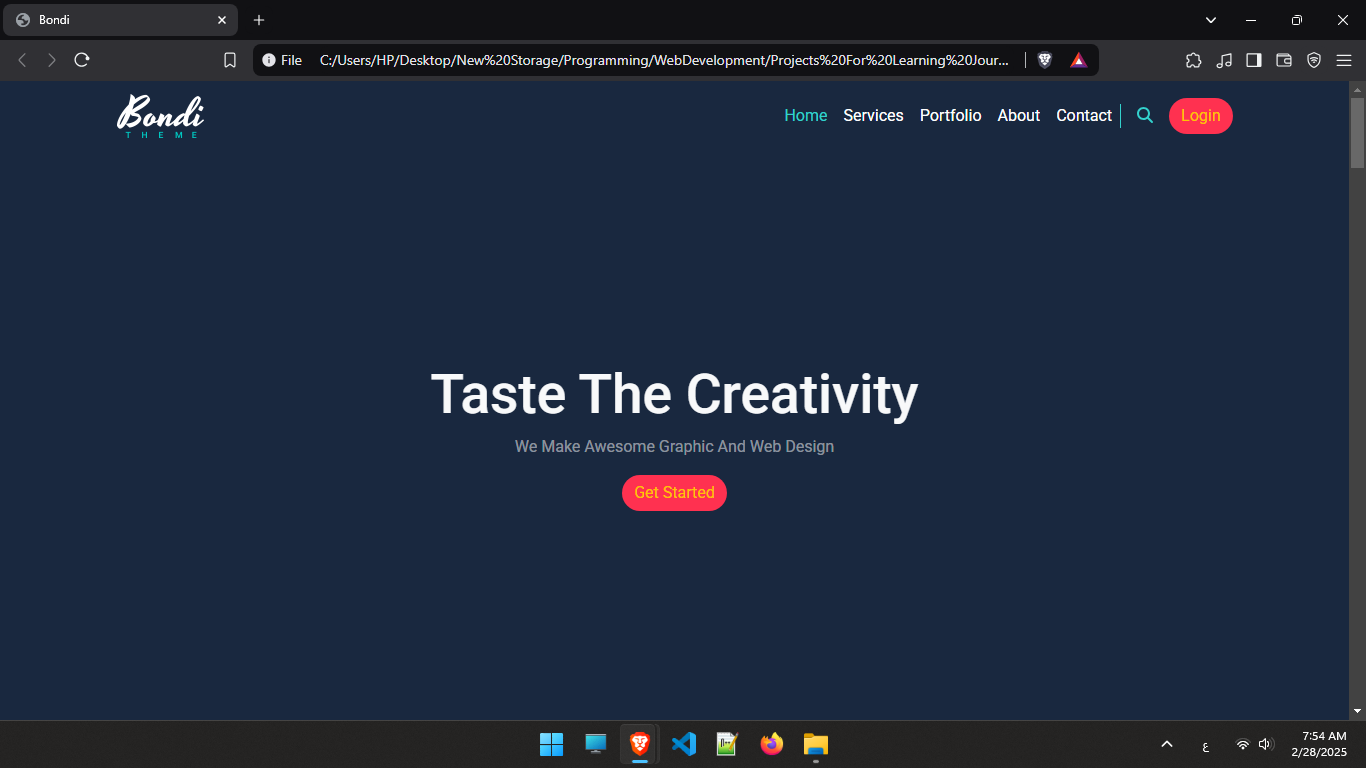 Bondi
File C:/Users/HP/Desktop/New%20Storage/Programming/WebDevelopment/Projects%20For%20Learning%20Jour...
Bondi
THEME
Home Services Portfolio About Contact Login
Taste The Creativity
We Make Awesome Graphic And Web Design
Get Started
ع
7:54 AM
2/28/2025